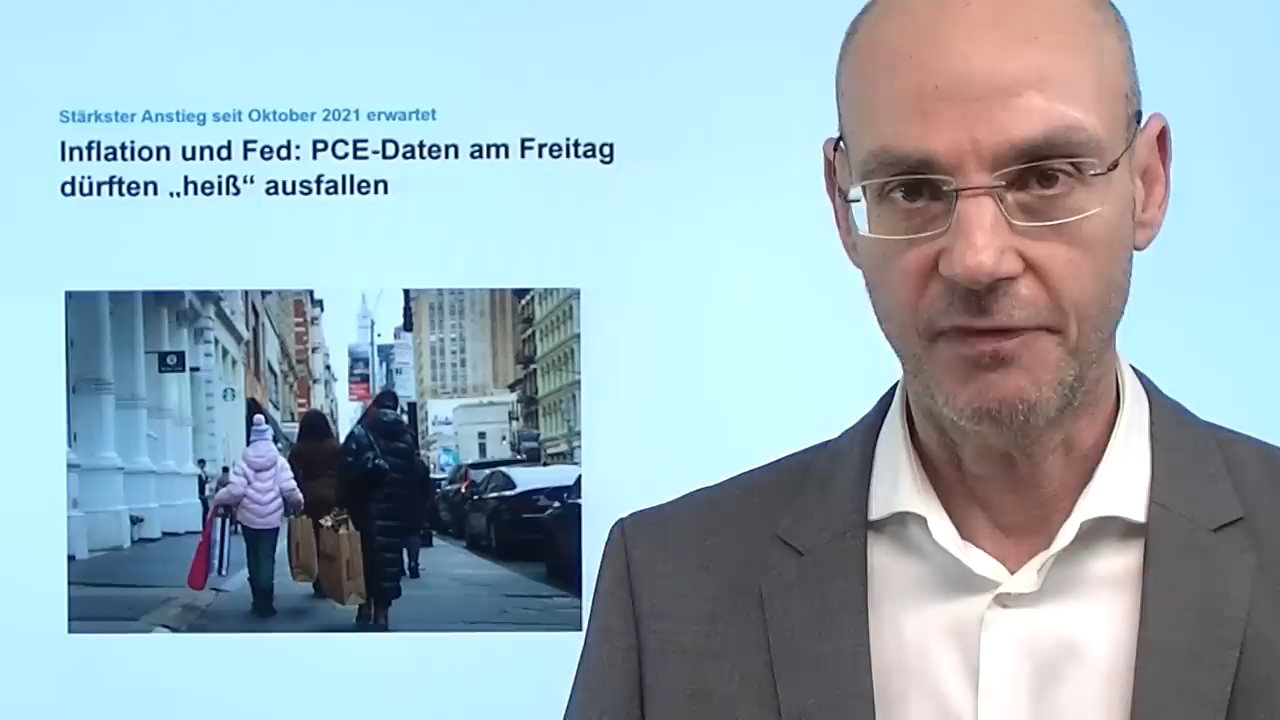 Stärkster Anstieg seit Oktober 2021 erwartet
Inflation und Fed: PCE-Daten am Freitag
dürften „heiß“ ausfallen